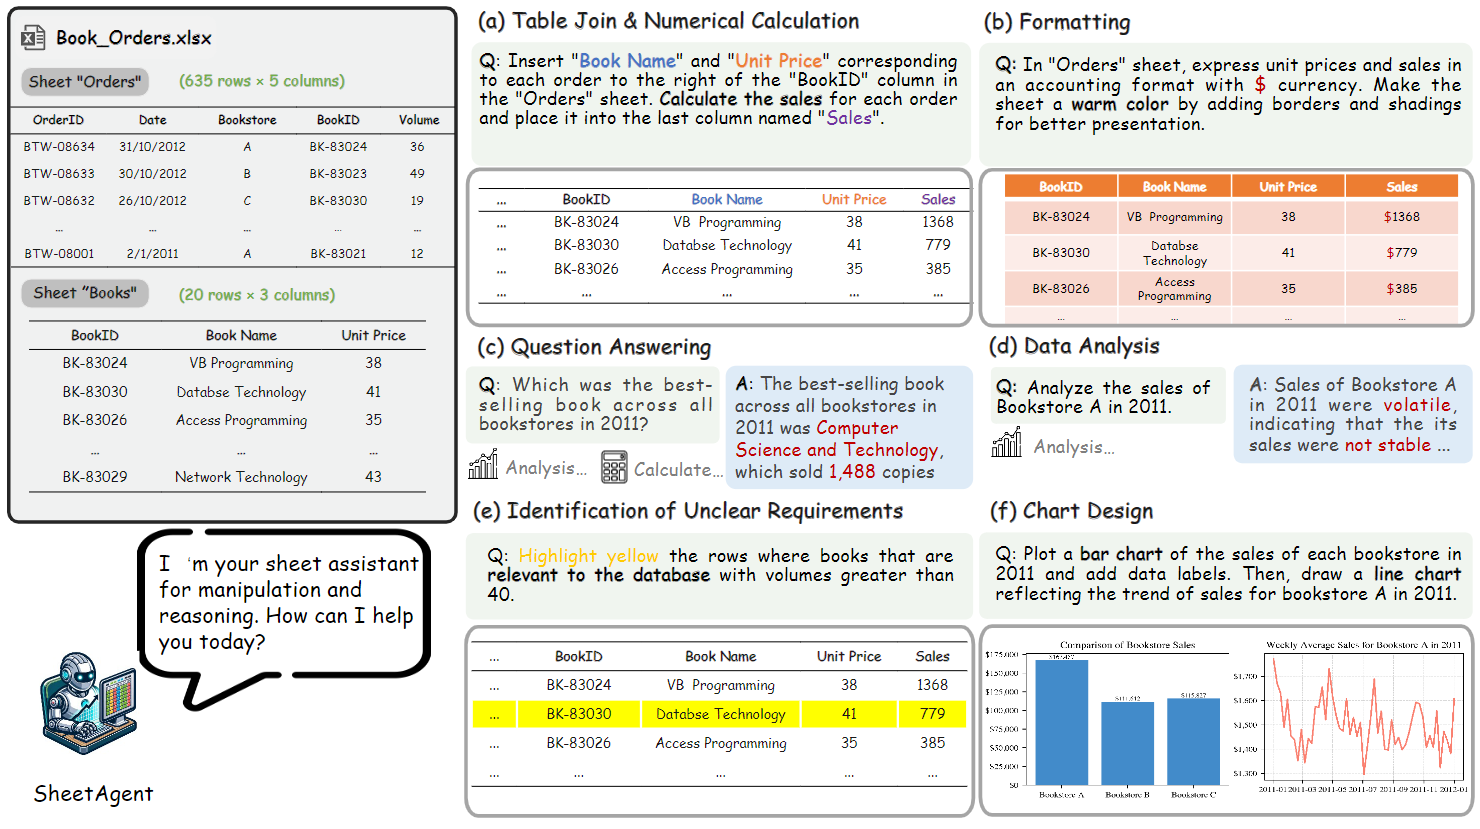 Book_Orders.xlsx
Sheet "Orders" (635 rows × 5 columns)
OrderID Date Bookstore BookID Volume
BTW-08634 31/10/2012 A BK-83024 36
BTW-08633 30/10/2012 B BK-83023 49
BTW-08632 26/10/2012 C BK-83030 19
... ... ... ... ...
BTW-08001 2/1/2011 A BK-83021 12
Sheet "Books" (20 rows × 3 columns)
BookID Book Name Unit Price
BK-83024 VB Programming 38
BK-83030 Databse Technology 41
BK-83026 Access Programming 35
... ... ...
BK-83029 Network Technology 43
I 'm your sheet assistant
for manipulation and
reasoning. How can I help
you today?
SheetAgent
(a) Table Join & Numerical Calculation
Q: Insert "Book Name" and "Unit Price" corresponding
to each order to the right of the "BookID" column in
the "Orders" sheet. Calculate the sales for each order
and place it into the last column named "Sales".
... BookID Book Name Unit Price Sales
... BK-83024 VB Programming 38 1368
... BK-83030 Databse Technology 41 779
... BK-83026 Access Programming 35 385
... ... ... ... ...
(b) Formatting
Q: In "Orders" sheet, express unit prices and sales in
an accounting format with $ currency. Make the
sheet a warm color by adding borders and shadings
for better presentation.
BookID Book Name Unit Price Sales
BK-83024 VB Programming 38 $1368
BK-83030 Databse Technology 41 $779
BK-83026 Access Programming 35 $385
... ... ... ...
(c) Question Answering
Q: Which was the best-
selling book across all
bookstores in 2011?
Analysis... Calculate...
A: The best-selling book
across all bookstores in
2011 was Computer
Science and Technology,
which sold 1,488 copies
(d) Data Analysis
Q: Analyze the sales of
Bookstore A in 2011.
Analysis...
A: Sales of Bookstore A
in 2011 were volatile,
indicating that the its
sales were not stable ...
(e) Identification of Unclear Requirements
Q: Highlight yellow the rows where books that are
relevant to the database with volumes greater than
40.
... BookID Book Name Unit Price Sales
... BK-83024 VB Programming 38 1368
... BK-83030 Databse Technology 41 779
... BK-83026 Access Programming 35 385
... ... ... ... ...
(f) Chart Design
Q: Plot a bar chart of the sales of each bookstore in
2011 and add data labels. Then, draw a line chart
reflecting the trend of sales for bookstore A in 2011.
Comparison of Bookstore Sales
$175,000
$150,000
$125,000
$100,000
$75,000
$50,000
$25,000
$0
Bookstore A Bookstore B Bookstore C
Weekly Average Sales for Bookstore A in 2011
$1,700
$1,600
$1,500
$1,400
$1,300
2011-01 2011-03 2011-05 2011-07 2011-09 2011-11 2012-01